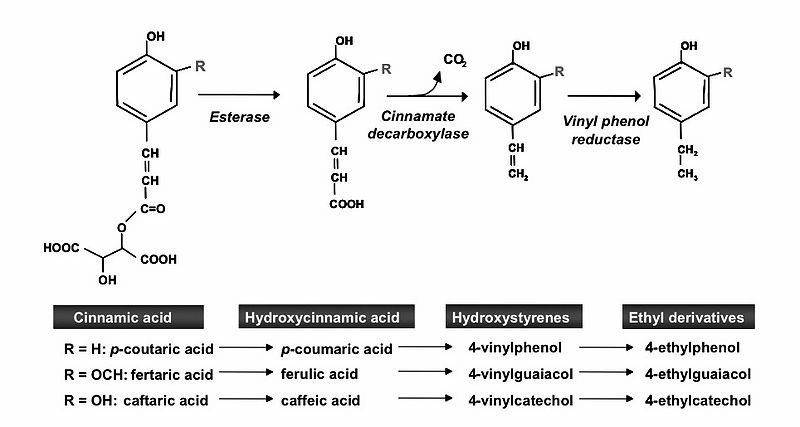 OH
R
OH
R
CO₂
OH
R
OH
R
Esterase
Cinnamate
decarboxylase
Vinyl phenol
reductase
CH
CH
C=O
O
HOOC
COOH
OH
CH
CH
COOH
CH
CH₂
CH₂
CH₃
Cinnamic acid
Hydroxycinnamic acid
Hydroxystyrenes
Ethyl derivatives
R = H: p-coutaric acid p-coumaric acid 4-vinylphenol 4-ethylphenol
R = OCH: fertaric acid ferulic acid 4-vinylguaiacol 4-ethylguaiacol
R = OH: caftaric acid caffeic acid 4-vinylcatechol 4-ethylcatechol